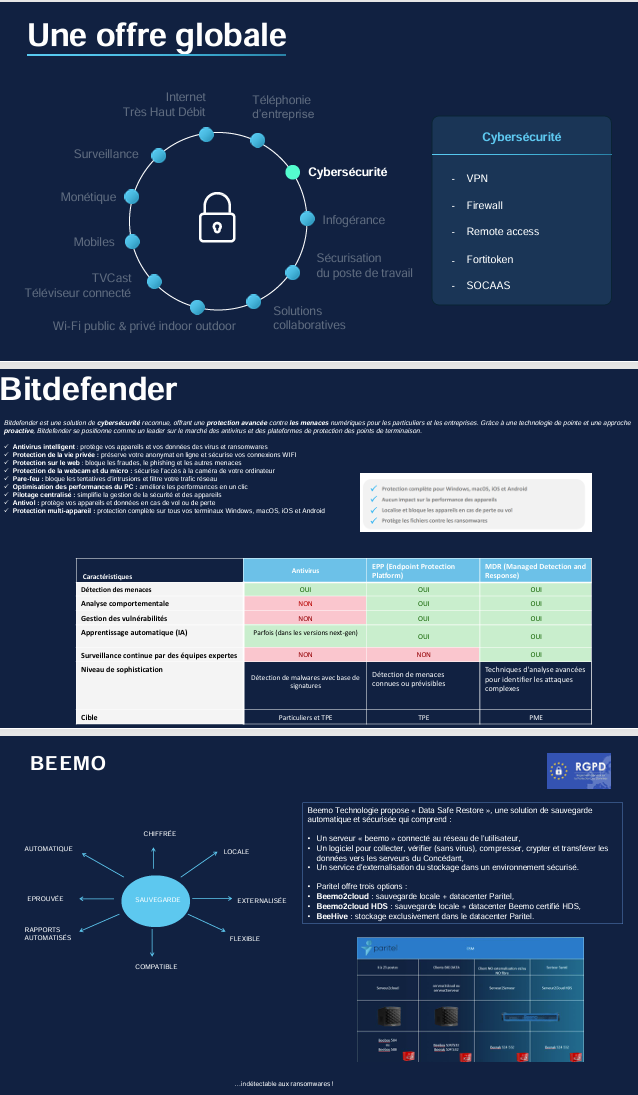 Une offre globale
Internet
Très Haut Débit
Téléphonie
d'entreprise
Surveillance
Cybersécurité
Monétique
Infogérance
Mobiles
Sécurisation
du poste de travail
TVCast
Téléviseur connecté
Solutions
collaboratives
Wi-Fi public & privé indoor outdoor
Cybersécurité
- VPN
- Firewall
- Remote access
- Fortitoken
- SOCAAS
Bitdefender
Bitdefender est une solution de cybersécurité reconnue, offrant une protection avancée contre les menaces numériques pour les particuliers et les entreprises. Grâce à une technologie de pointe et une approche
proactive, Bitdefender se positionne comme un leader sur le marché des antivirus et des plateformes de protection des points de terminaison.
✓ Antivirus intelligent : protège vos appareils et vos données des virus et ransomwares
✓ Protection de la vie privée : préserve votre anonymat en ligne et sécurise vos connexions WIFI
✓ Protection sur le web : bloque les fraudes, le phishing et les autres menaces
✓ Protection de la webcam et du micro : sécurise l'accès à la caméra de votre ordinateur
✓ Pare-feu : bloque les tentatives d'intrusions et filtre votre trafic réseau
✓ Optimisation des performances du PC : améliore les performances en un clic
✓ Pilotage centralisé : simplifie la gestion de la sécurité et des appareils
✓ Antivol : protège vos appareils et données en cas de vol ou de perte
✓ Protection multi-appareil : protection complète sur tous vos terminaux Windows, macOS, iOS et Android
✓ Protection complète pour Windows, macOS, iOS et Android
✓ Aucun impact sur la performance des appareils
✓ Localise et bloque les appareils en cas de perte ou vol
✓ Protège les fichiers contre les ransomwares
Caractéristiques Antivirus EPP (Endpoint Protection Platform) MDR (Managed Detection and Response)
Détection des menaces OUI OUI OUI
Analyse comportementale NON OUI OUI
Gestion des vulnérabilités NON OUI OUI
Apprentissage automatique (IA) Parfois (dans les versions next-gen) OUI OUI
Surveillance continue par des équipes expertes NON NON OUI
Niveau de sophistication Détection de malwares avec base de signatures Détection de menaces connues ou prévisibles Techniques d'analyse avancées pour identifier les attaques complexes
Cible Particuliers et TPE TPE PME
BEEMO
RGPD
CHIFFRÉE
AUTOMATIQUE
LOCALE
EPROUVÉE
SAUVEGARDE
EXTERNALISÉE
RAPPORTS
AUTOMATISÉS
FLEXIBLE
COMPATIBLE
Beemo Technologie propose « Data Safe Restore », une solution de sauvegarde
automatique et sécurisée qui comprend :
• Un serveur « beemo » connecté au réseau de l'utilisateur,
• Un logiciel pour collecter, vérifier (sans virus), compresser, crypter et transférer les
données vers les serveurs du Concédant,
• Un service d'externalisation du stockage dans un environnement sécurisé.
• Paritel offre trois options :
• Beemo2cloud : sauvegarde locale + datacenter Paritel,
• Beemo2cloud HDS : sauvegarde locale + datacenter Beemo certifié HDS,
• BeeHive : stockage exclusivement dans le datacenter Paritel.
paritel
...indétectable aux ransomwares !